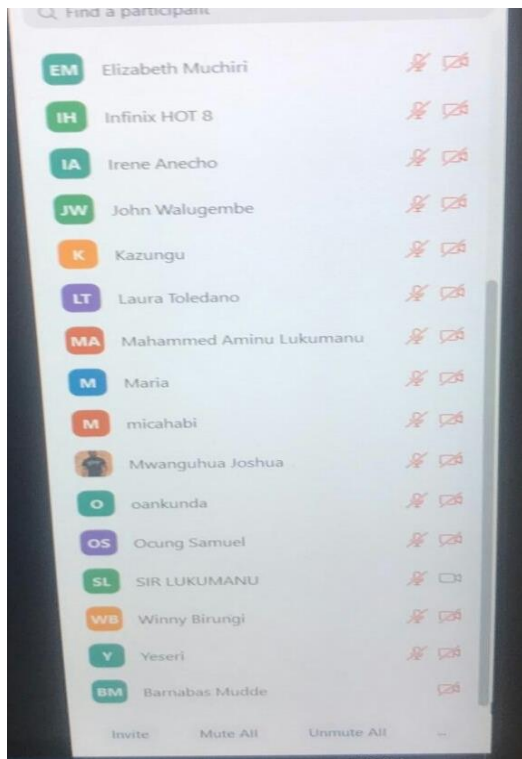 Find a participant
EM Elizabeth Muchiri
IH Infinix HOT 8
IA Irene Anecho
JW John Walugembe
K Kazungu
LT Laura Toledano
MA Mahammed Aminu Lukumanu
M Maria
M micahabi
Mwanguhua Joshua
O oankunda
OS Ocung Samuel
SL SIR LUKUMANU
WB Winny Birungi
Y Yeseri
BM Barnabas Mudde
Invite Mute All Unmute All ...